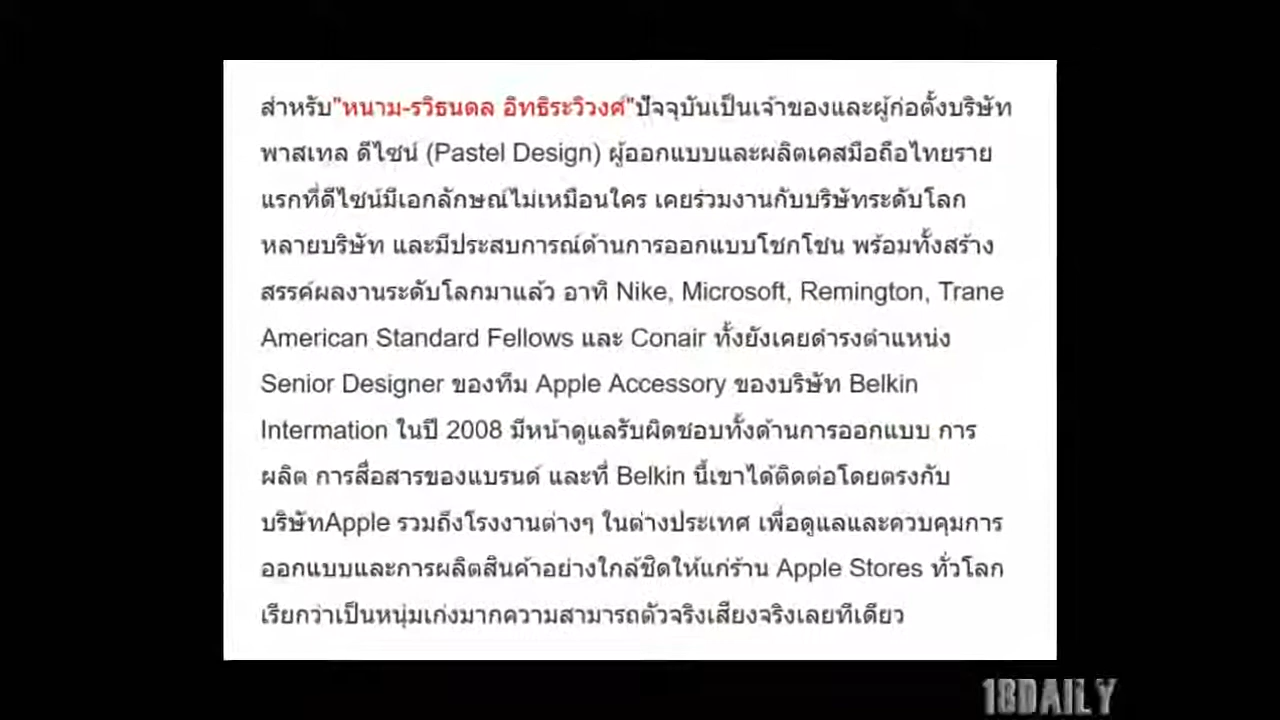 สำหรับ"หนาม-รวิธนดล อิทธิระวิวงศ์"ปัจจุบันเป็นเจ้าของและผู้ก่อตั้งบริษัท
พาสเทล ดีไซน์ (Pastel Design) ผู้ออกแบบและผลิตเคสมือถือไทยราย
แรกที่ดีไซน์มีเอกลักษณ์ไม่เหมือนใคร เคยร่วมงานกับบริษัทระดับโลก
หลายบริษัท และมีประสบการณ์ด้านการออกแบบโชกโชน พร้อมทั้งสร้าง
สรรค์ผลงานระดับโลกมาแล้ว อาทิ Nike, Microsoft, Remington, Trane
American Standard Fellows และ Conair ทั้งยังเคยดำรงตำแหน่ง
Senior Designer ของทีม Apple Accessory ของบริษัท Belkin
Intermation ในปี 2008 มีหน้าดูแลรับผิดชอบทั้งด้านการออกแบบ การ
ผลิต การสื่อสารของแบรนด์ และที่ Belkin นี้เขาได้ติดต่อโดยตรงกับ
บริษัทApple รวมถึงโรงงานต่างๆ ในต่างประเทศ เพื่อดูแลและควบคุมการ
ออกแบบและการผลิตสินค้าอย่างใกล้ชิดให้แก่ร้าน Apple Stores ทั่วโลก
เรียกว่าเป็นหนุ่มเก่งมากความสามารถตัวจริงเสียงจริงเลยทีเดียว
18DAILY